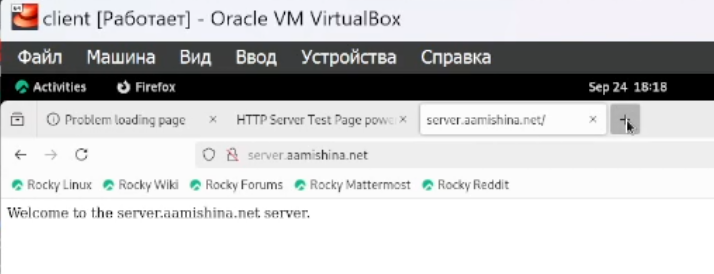 client [Работает] - Oracle VM VirtualBox
Файл Машина Вид Ввод Устройства Справка
Activities Firefox Sep 24 18:18
Problem loading page × HTTP Server Test Page powe × server.aamishina.net/ × +
server.aamishina.net
Rocky Linux Rocky Wiki Rocky Forums Rocky Mattermost Rocky Reddit
Welcome to the server.aamishina.net server.